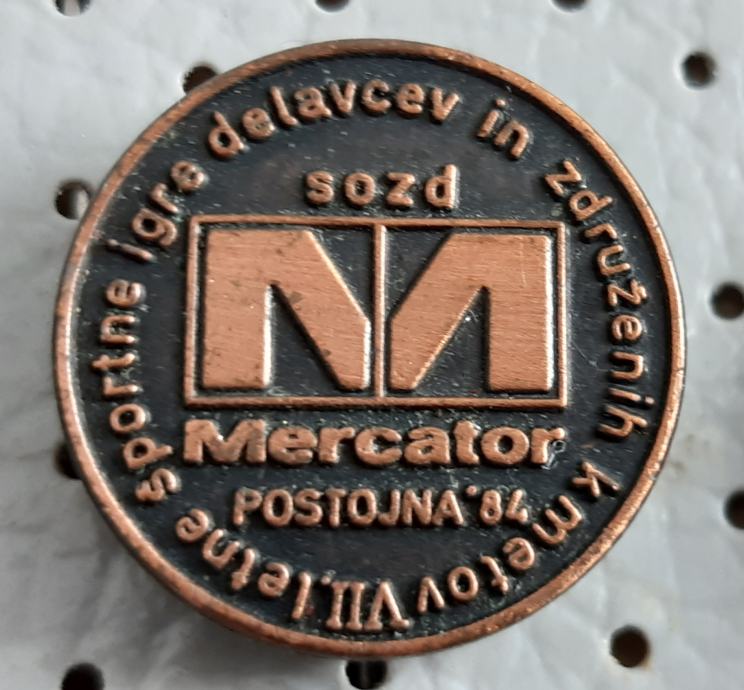 VII. letne športne igre delavcev in združenih kmetov
sozd
Mercator
POSTOJNA'84